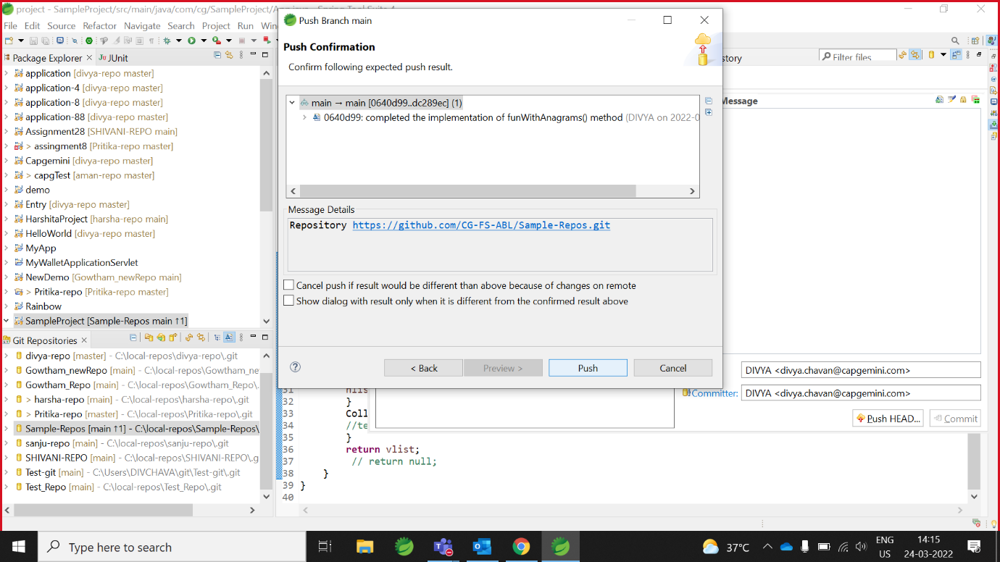 project - SampleProject/src/main/java/com/cg/SampleProject/App.java - Spring Tool Suite 4
File Edit Source Refactor Navigate Search Project Run Win
Package Explorer
JUnit
application [divya-repo master]
application-4 [divya-repo master]
application-8 [divya-repo master]
application-88 [divya-repo master]
Assignment28 [SHIVANI-REPO main]
> assingment8 [Pritika-repo master]
Capgemini [divya-repo master]
> capgTest [aman-repo master]
demo
Entry [divya-repo master]
HarshitaProject [harsha-repo main]
HelloWorld [divya-repo master]
MyApp
MyWalletApplicationServlet
NewDemo [Gowtham_newRepo main]
> Pritika-repo [Pritika-repo master]
Rainbow
SampleProject [Sample-Repos main ↑1]
Git Repositories
divya-repo [master] - C:\local-repos\divya-repo\.git
Gowtham_newRepo [main] - C:\local-repos\Gowtham_ne
Gowtham_Repo [main] - C:\local-repos\Gowtham_Repo\.
> harsha-repo [main] - C:\local-repos\harsha-repo\.git
> Pritika-repo [master] - C:\local-repos\Pritika-repo\.git
Sample-Repos [main ↑1] - C:\local-repos\Sample-Repos\
sanju-repo [main] - C:\local-repos\sanju-repo\.git
SHIVANI-REPO [main] - C:\local-repos\SHIVANI-REPO\.g
Test-git [main] - C:\Users\DIVCHAVA\git\Test-git\.git
Test_Repo [main] - C:\local-repos\Test_Repo\.git
Push Branch main
Push Confirmation
Confirm following expected push result.
main → main [0640d99..dc289ec] (1)
0640d99: completed the implementation of funWithAnagrams() method (DIVYA on 2022-0
Message Details
Repository https://github.com/CG-FS-ABL/Sample-Repos.git
Cancel push if result would be different than above because of changes on remote
Show dialog with result only when it is different from the confirmed result above
< Back
Preview >
Push
Cancel
story
Filter files
Message
DIVYA <divya.chavan@capgemini.com>
Committer: DIVYA <divya.chavan@capgemini.com>
Push HEAD...
Commit
31 nlis
32 }
33 Coll
34 //te
35 }
36 return vlist;
37 // return null;
38 }
39 }
40
Type here to search
37°C
ENG
US
14:15
24-03-2022